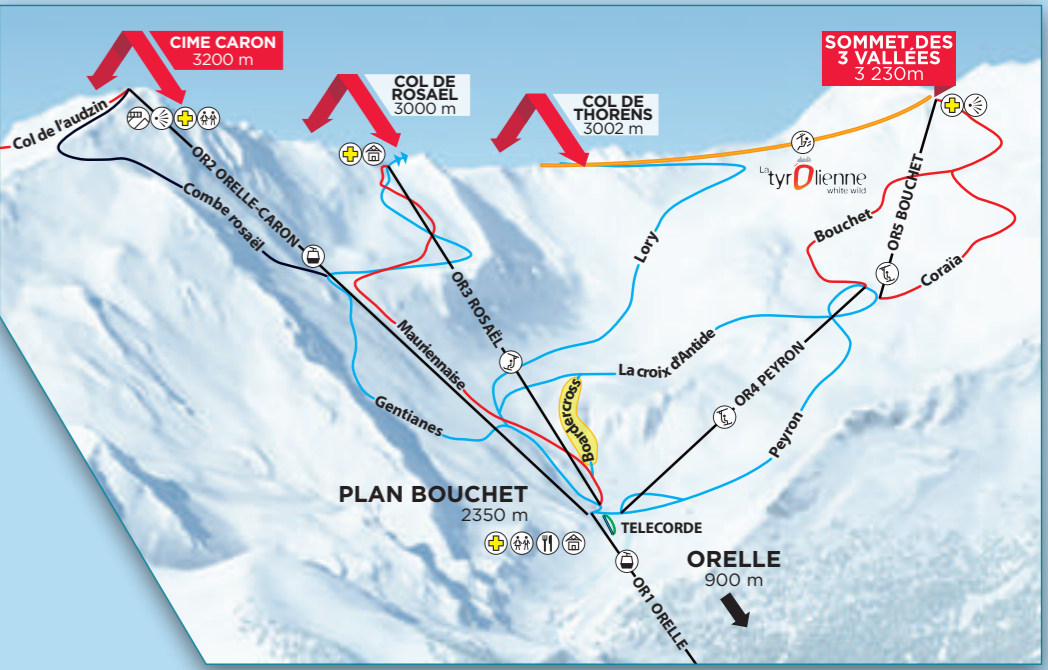 CIME CARON
3200 m
COL DE
ROSAEL
3000 m
COL DE
THORENS
3002 m
SOMMET DES
3 VALLÉES
3 230m
Col de l'audzin
OR2 ORELLE-CARON
Combe rosaël
La tyrOlienne
white wild
Bouchet
OR5 BOUCHET
Coraïa
Lory
OR3 ROSAËL
Mauriennaise
La croix d'Antide
OR4 PEYRON
Boardercross
Gentianes
Peyron
PLAN BOUCHET
2350 m
TELECORDE
ORELLE
900 m
OR1 ORELLE